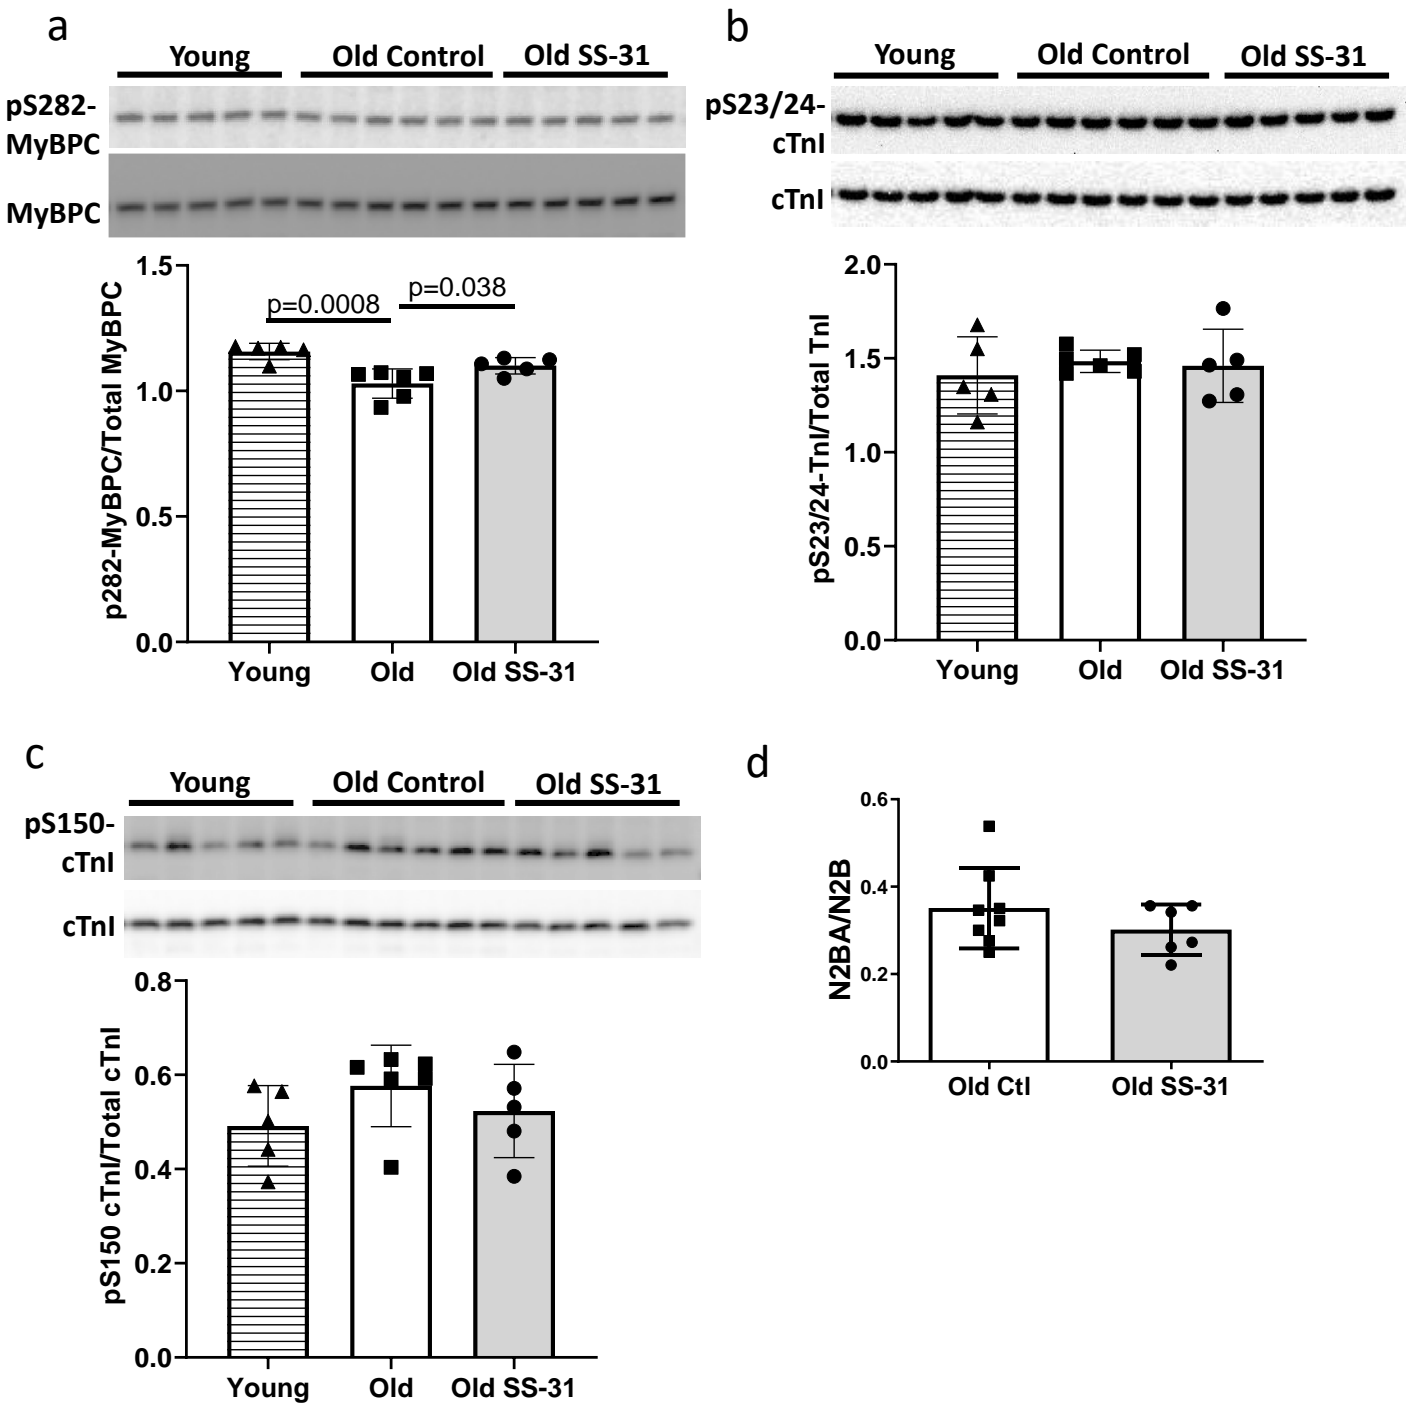 a
Young Old Control Old SS-31
pS282-
MyBPC
MyBPC
p282-MyBPC/Total MyBPC
1.5
1.0
0.5
0.0
p=0.0008
p=0.038
Young Old Old SS-31
b
Young Old Control Old SS-31
pS23/24-
cTnI
cTnI
pS23/24-TnI/Total TnI
2.0
1.5
1.0
0.5
0.0
Young Old Old SS-31
c
Young Old Control Old SS-31
pS150-
cTnI
cTnI
pS150 cTnI/Total cTnI
0.8
0.6
0.4
0.2
0.0
Young Old Old SS-31
d
N2BA/N2B
0.6
0.4
0.2
0.0
Old Ctl Old SS-31